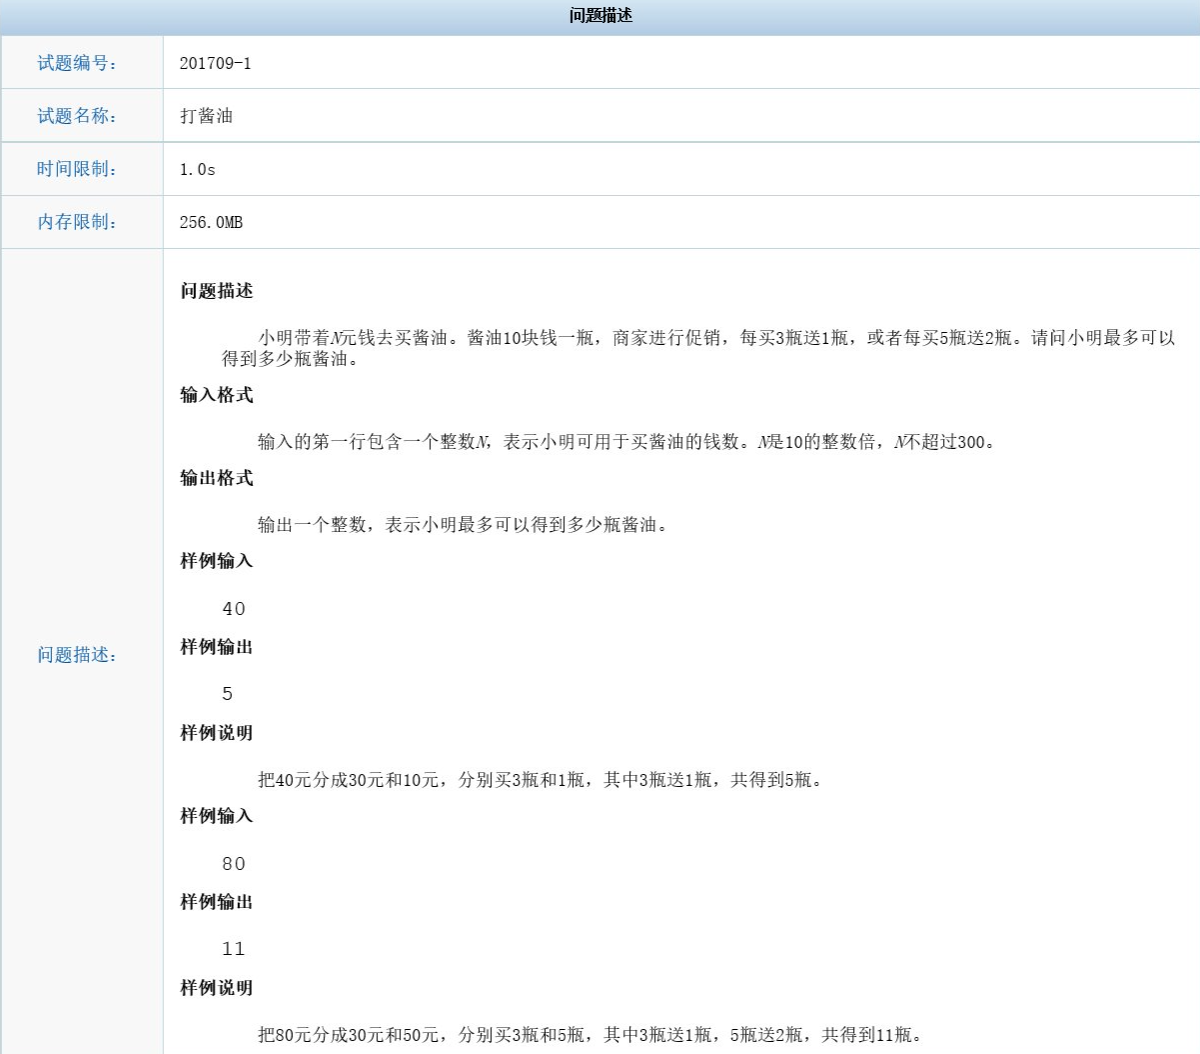 问题描述
试题编号： 201709-1
试题名称： 打酱油
时间限制： 1.0s
内存限制： 256.0MB
问题描述：
问题描述
小明带着N元钱去买酱油。酱油10块钱一瓶，商家进行促销，每买3瓶送1瓶，或者每买5瓶送2瓶。请问小明最多可以
得到多少瓶酱油。
输入格式
输入的第一行包含一个整数N，表示小明可用于买酱油的钱数。N是10的整数倍，N不超过300。
输出格式
输出一个整数，表示小明最多可以得到多少瓶酱油。
样例输入
40
样例输出
5
样例说明
把40元分成30元和10元，分别买3瓶和1瓶，其中3瓶送1瓶，共得到5瓶。
样例输入
80
样例输出
11
样例说明
把80元分成30元和50元，分别买3瓶和5瓶，其中3瓶送1瓶，5瓶送2瓶，共得到11瓶。